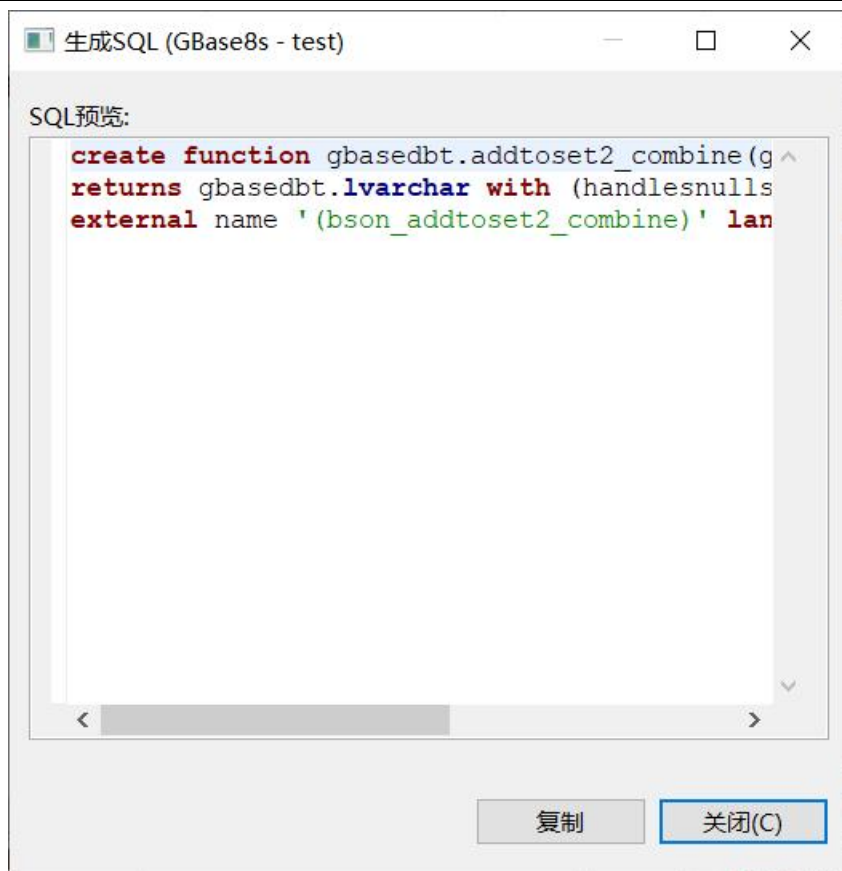 生成SQL (GBase8s - test)
SQL预览:
create function gbasedbt.addtoset2_combine(g
returns gbasedbt.lvarchar with (handlesnulls
external name '(bson_addtoset2_combine)' lan
复制
关闭(C)